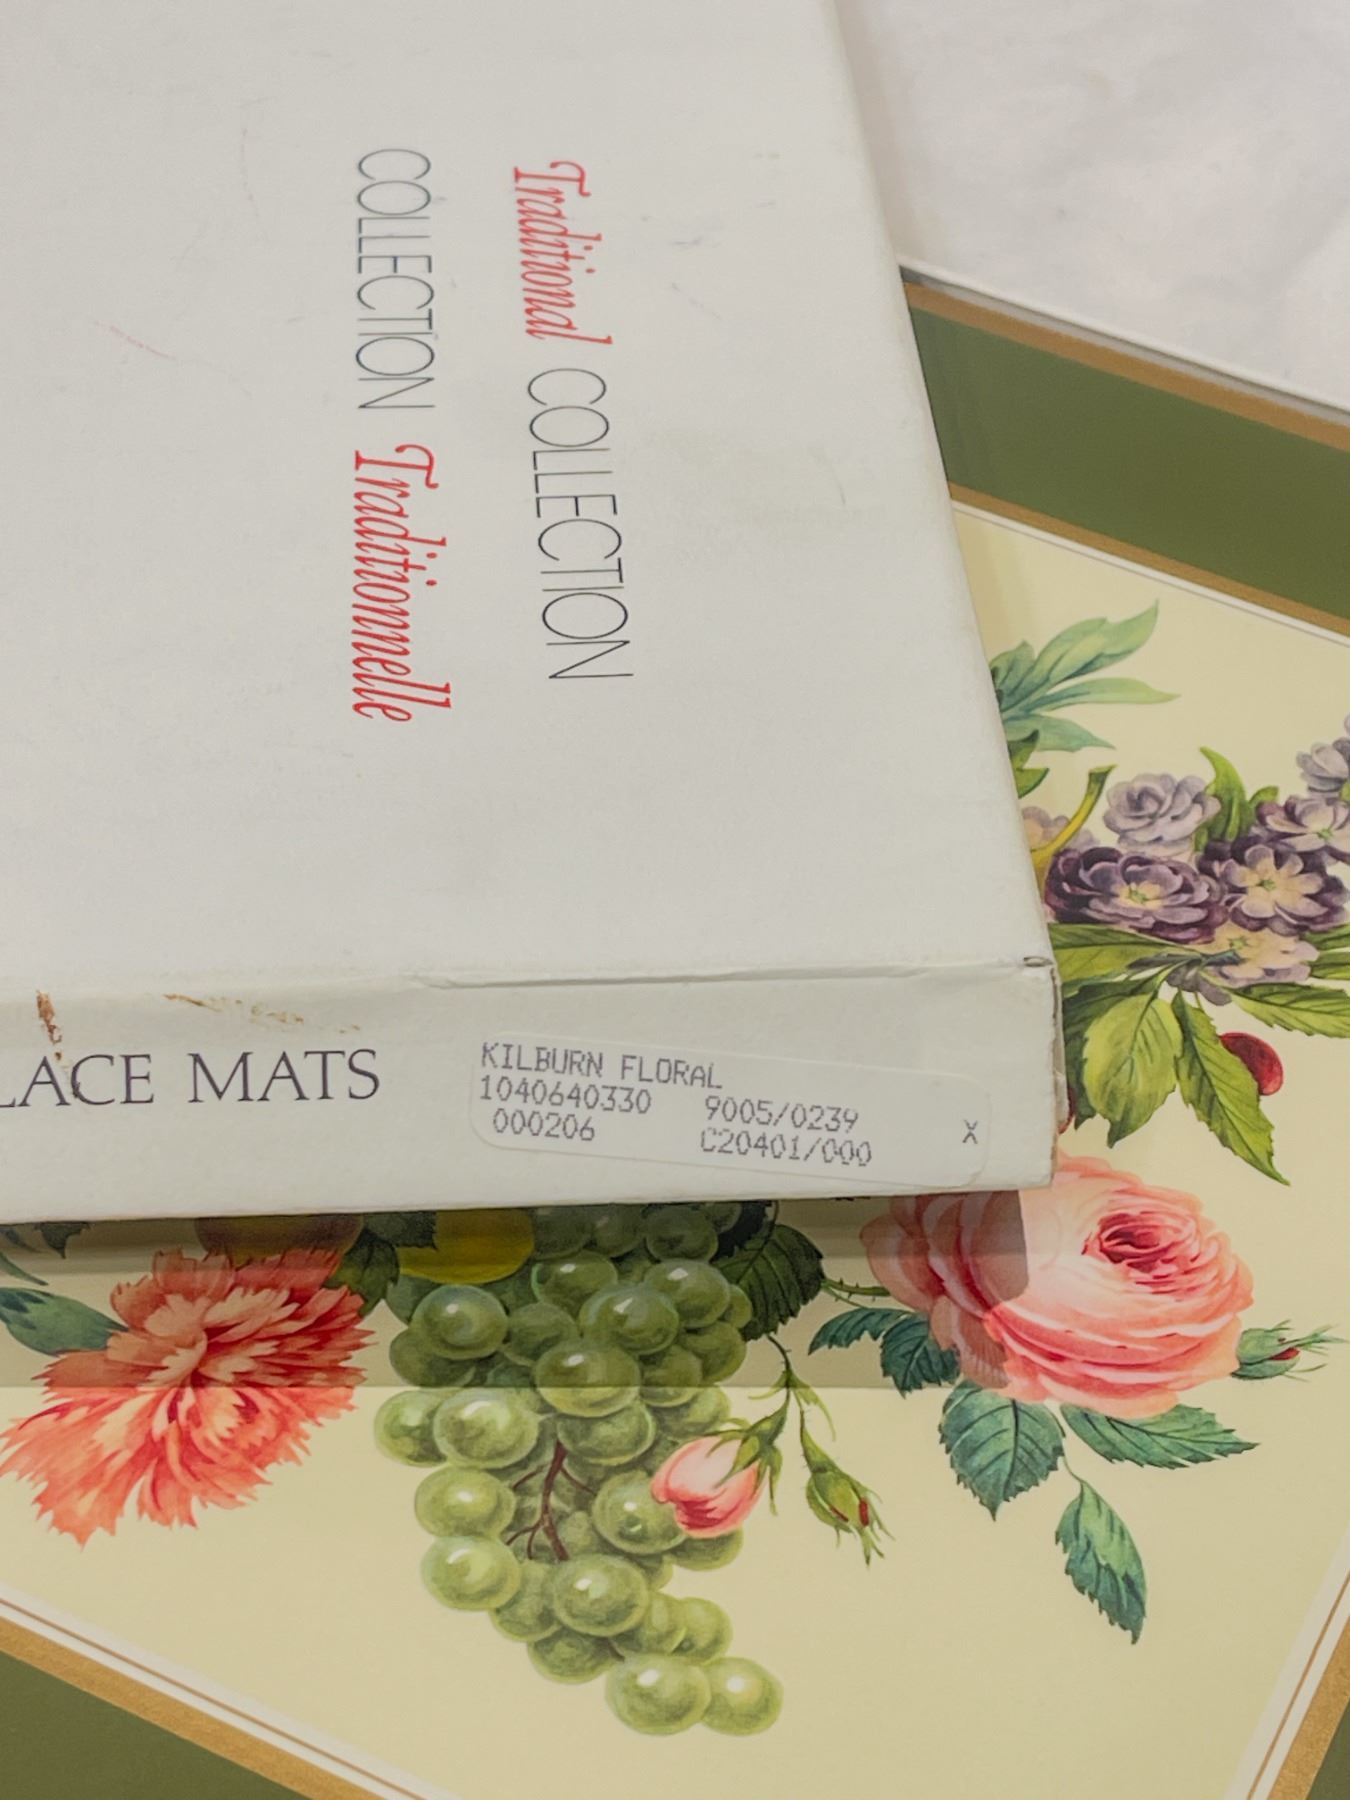 Traditional COLLECTION
COLLECTION Traditionnelle
LACE MATS
KILBURN FLORAL
1040640330 9005/0239
000206 C20401/000 X